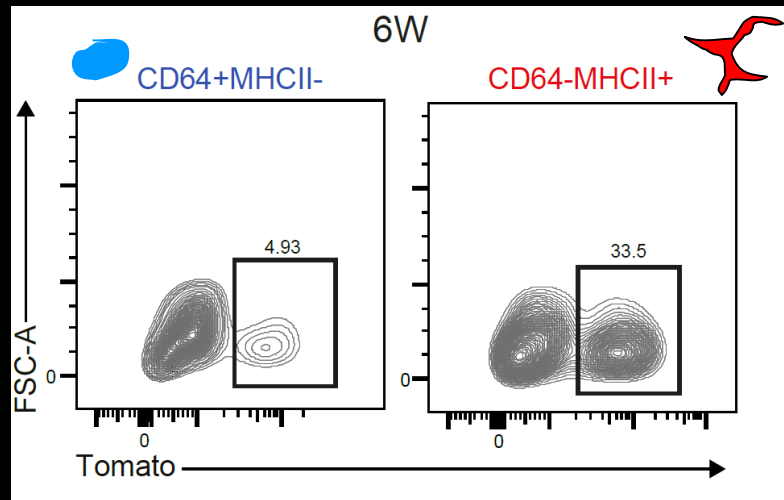 6W
CD64+MHCII-
CD64-MHCII+
4.93
33.5
FSC-A
0
0
0
0
Tomato